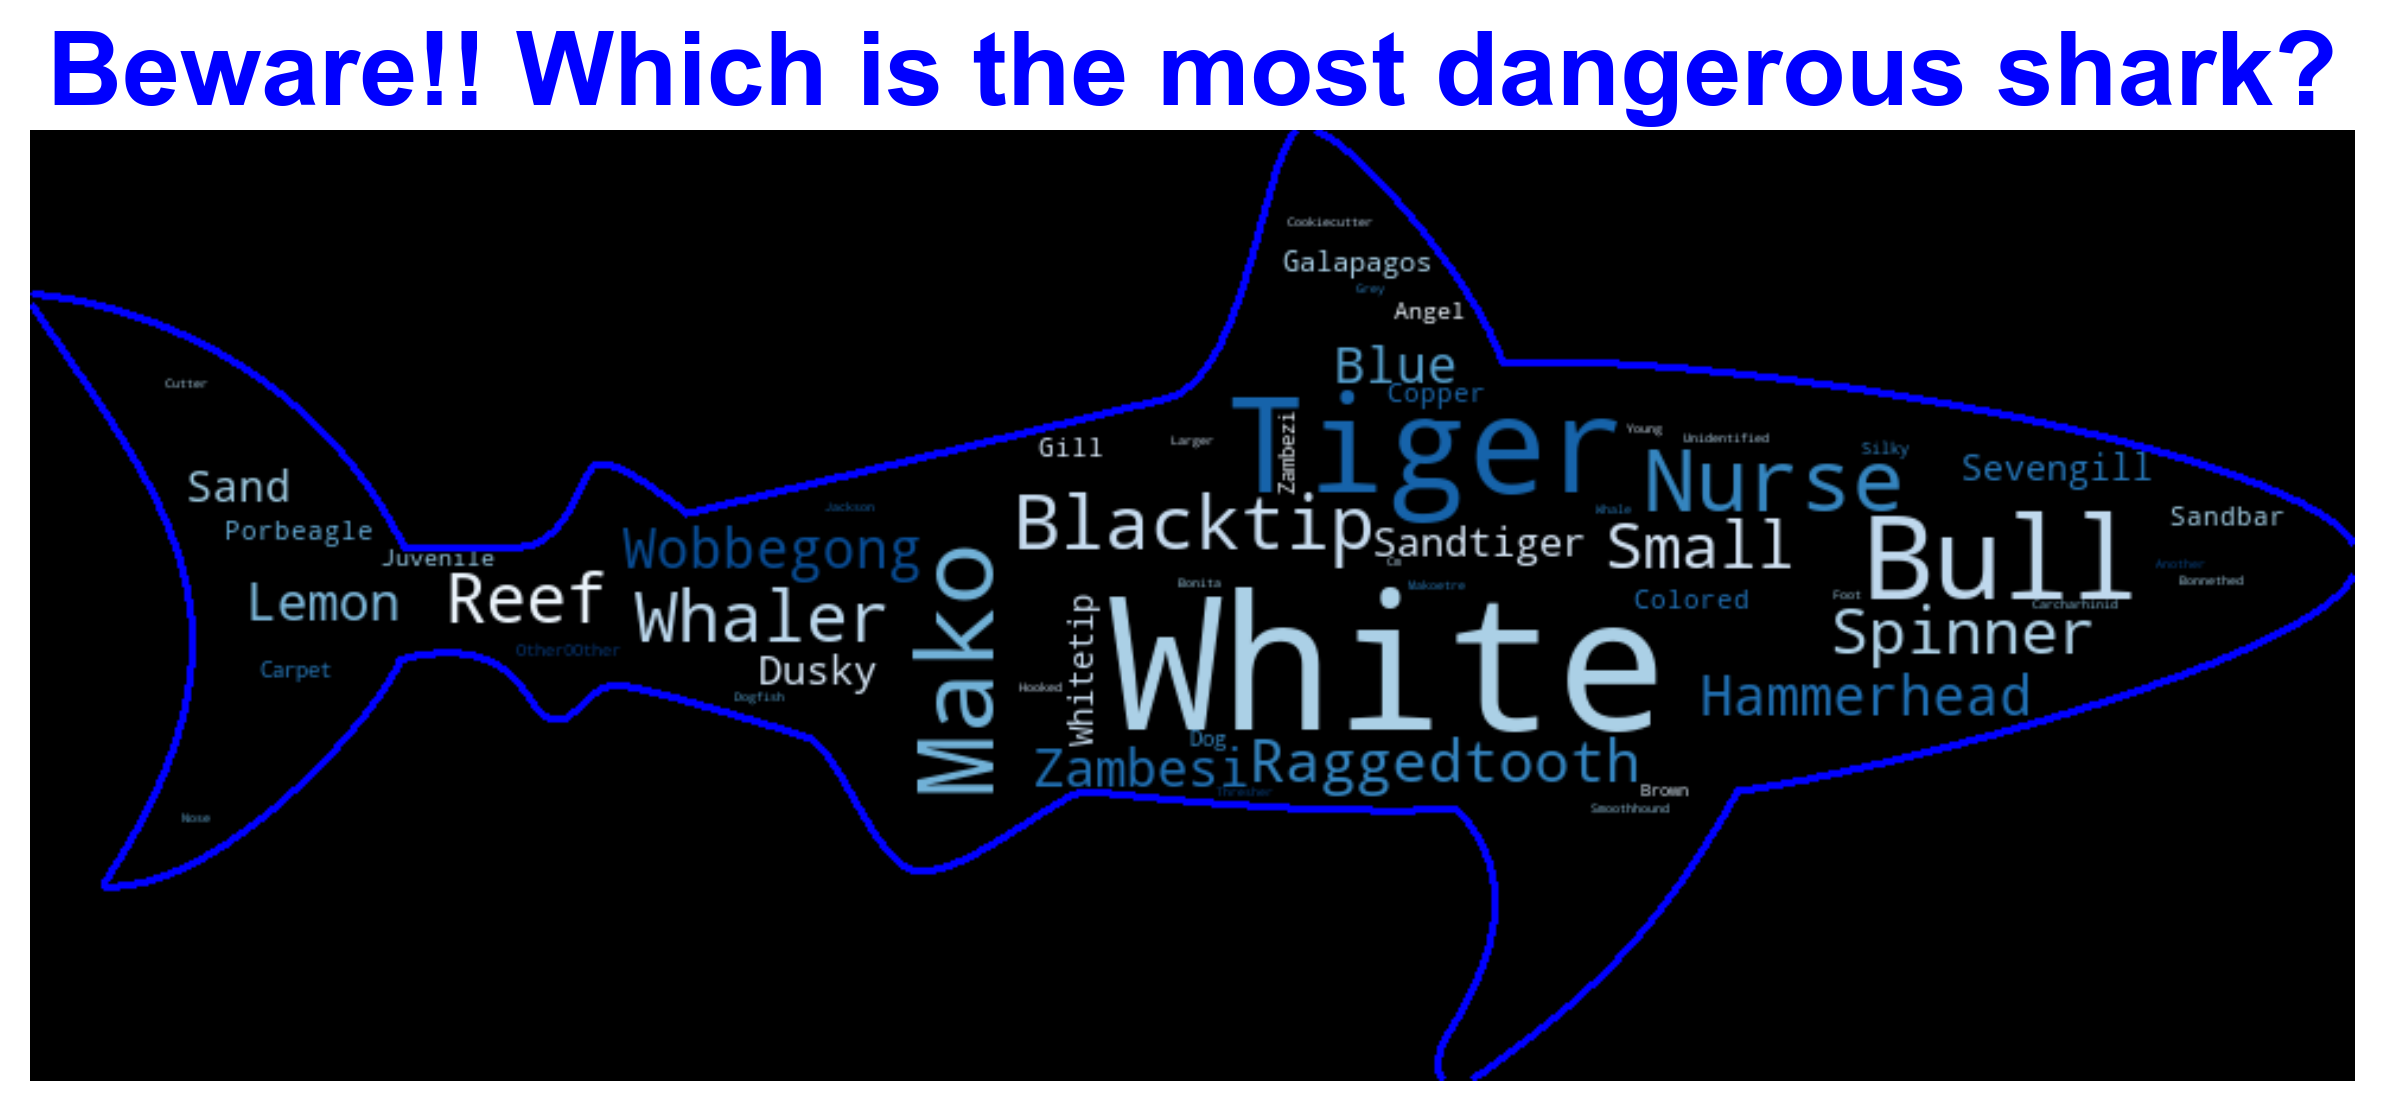 Beware!! Which is the most dangerous shark?
Cookiecutter
Galapagos
Grey
Angel
Blue
Copper
Cutter
Tiger
Zambezi
Gill
Larger
Young
Unidentified
Silky
Nurse
Sevengill
Sand
Porbeagle
Juvenile
Jackson
Blacktip
Sandtiger
Whale
Small
Bull
Sandbar
Wobbegong
Mako
Cm
Another
Bonnethed
Lemon
Reef
Whaler
Bonita
Makoetre
Colored
Foot
Carcharhinid
Whitetip
White
Spinner
OtherOOther
Carpet
Dusky
Dogfish
Hooked
Hammerhead
Dog
Zambesi
Raggedtooth
Thresher
Brown
Smoothhound
Nose